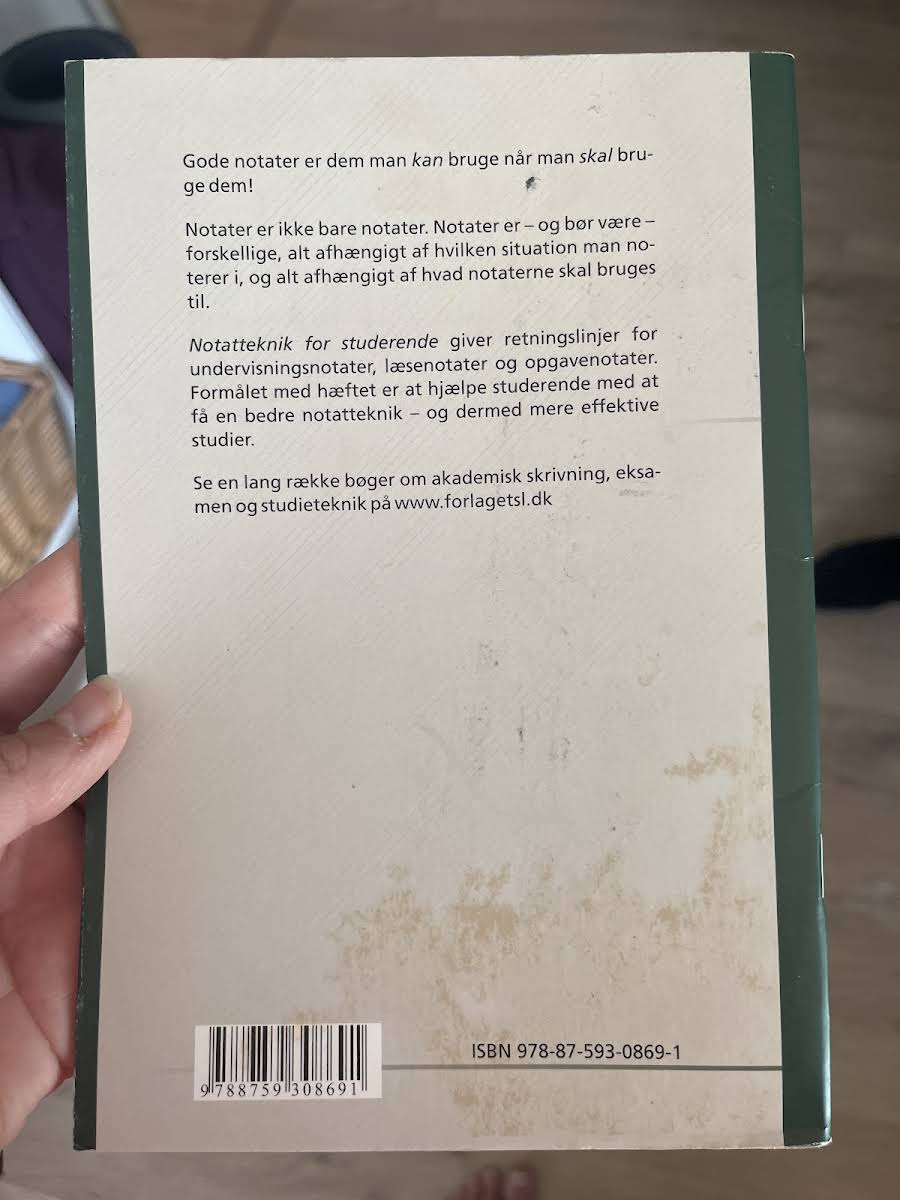 Gode notater er dem man kan bruge når man skal bru-
ge dem!
Notater er ikke bare notater. Notater er – og bør være –
forskellige, alt afhængigt af hvilken situation man no-
terer i, og alt afhængigt af hvad notaterne skal bruges
til.
Notatteknik for studerende giver retningslinjer for
undervisningsnotater, læsenotater og opgavenotater.
Formålet med hæftet er at hjælpe studerende med at
få en bedre notatteknik – og dermed mere effektive
studier.
Se en lang række bøger om akademisk skrivning, eksa-
men og studieteknik på www.forlagetsl.dk
ISBN 978-87-593-0869-1
9 788759 308691